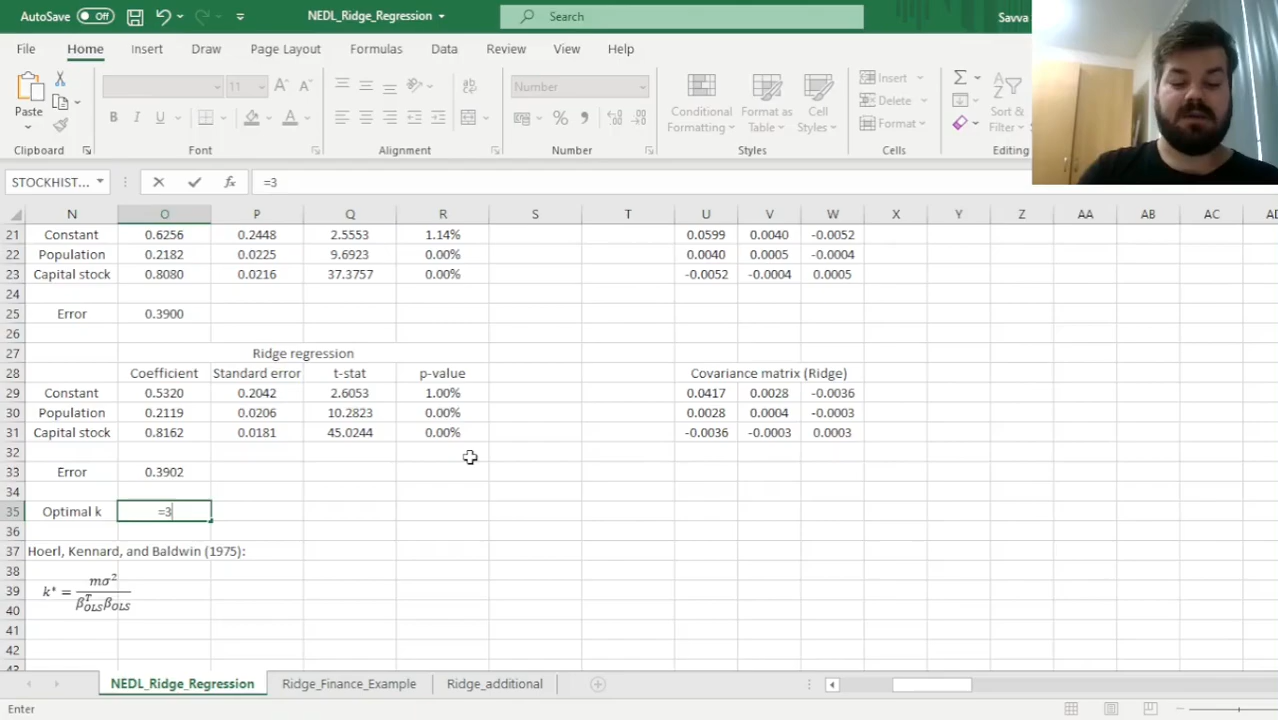 AutoSave Off NEDL_Ridge_Regression Search Savva
File Home Insert Draw Page Layout Formulas Data Review View Help
Paste 11 Number Conditional Formatting Format as Table Cell Styles Insert Delete Format Sort & Filter
Clipboard Font Alignment Number Styles Cells Editing
STOCKHIST... =3
N O P Q R S T U V W X Y Z AA AB AC AD
21 Constant 0.6256 0.2448 2.5553 1.14% 0.0599 0.0040 -0.0052
22 Population 0.2182 0.0225 9.6923 0.00% 0.0040 0.0005 -0.0004
23 Capital stock 0.8080 0.0216 37.3757 0.00% -0.0052 -0.0004 0.0005
24
25 Error 0.3900
26
27 Ridge regression
28 Coefficient Standard error t-stat p-value Covariance matrix (Ridge)
29 Constant 0.5320 0.2042 2.6053 1.00% 0.0417 0.0028 -0.0036
30 Population 0.2119 0.0206 10.2823 0.00% 0.0028 0.0004 -0.0003
31 Capital stock 0.8162 0.0181 45.0244 0.00% -0.0036 -0.0003 0.0003
32
33 Error 0.3902
34
35 Optimal k =3
36
37 Hoerl, Kennard, and Baldwin (1975):
38
39 k* = mσ² / β^T_OLS β_OLS
40
41
42
43
NEDL_Ridge_Regression Ridge_Finance_Example Ridge_additional
Enter